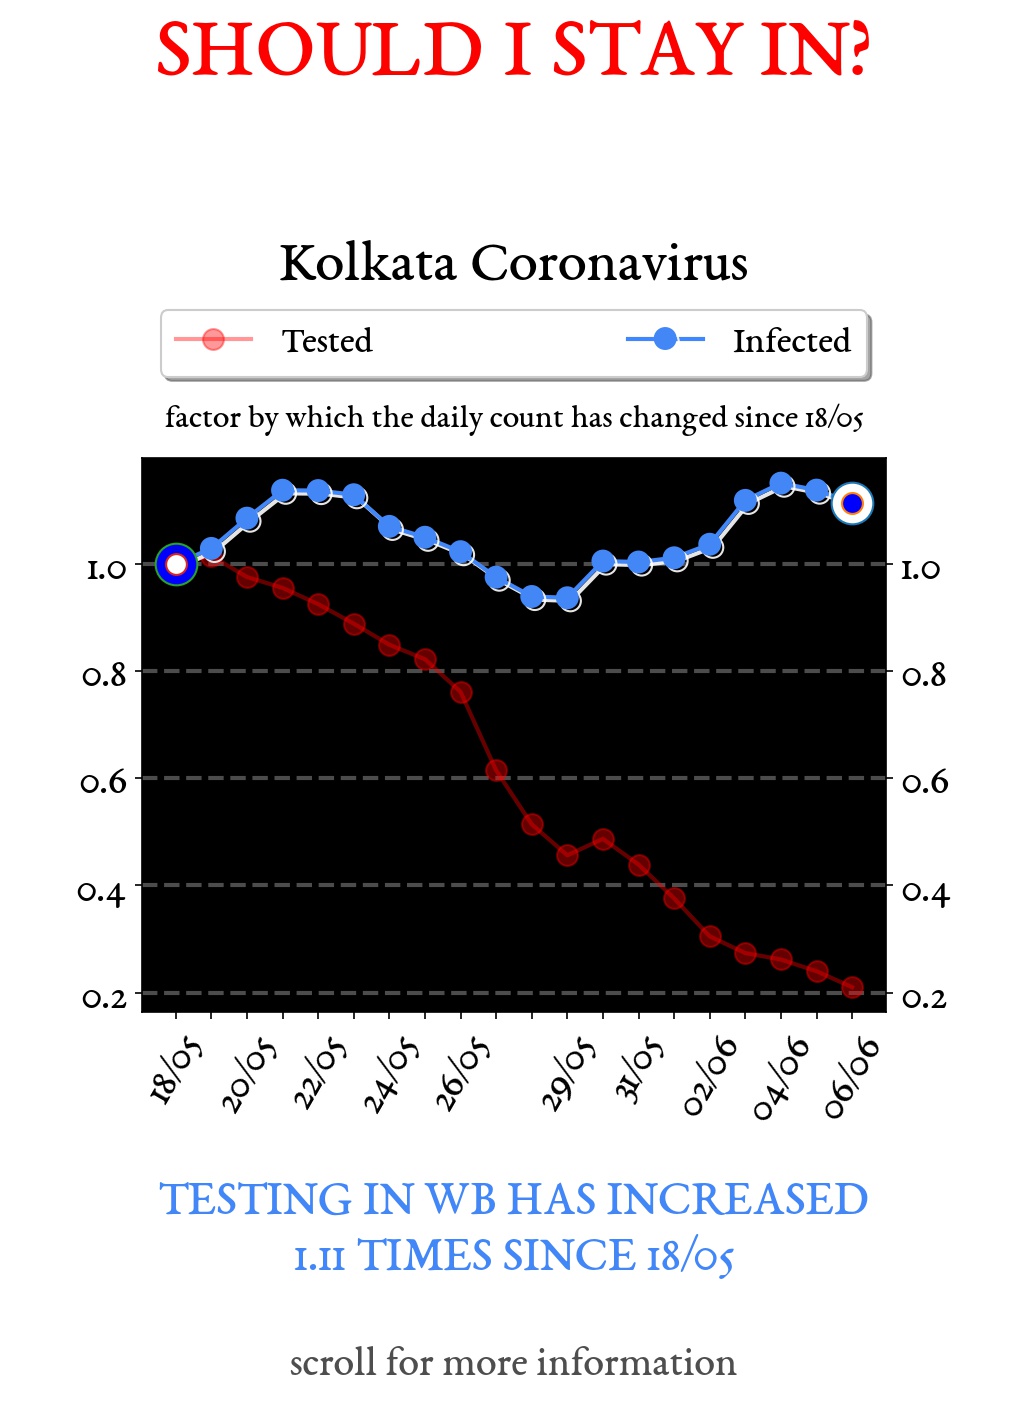 SHOULD I STAY IN?
Kolkata Coronavirus
Tested Infected
factor by which the daily count has changed since 18/05
1.0 1.0
0.8 0.8
0.6 0.6
0.4 0.4
0.2 0.2
18/05 20/05 22/05 24/05 26/05 29/05 31/05 02/06 04/06 06/06
TESTING IN WB HAS INCREASED
1.11 TIMES SINCE 18/05
scroll for more information